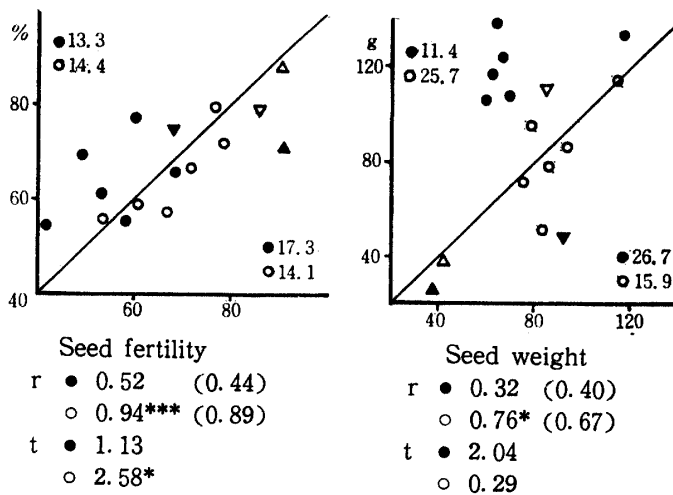 %
● 13.3
○ 14.4
80
60
40
● 17.3
○ 14.1
60 80
Seed fertility
r ● 0.52 (0.44)
○ 0.94*** (0.89)
t ● 1.13
○ 2.58*
g
● 11.4
○ 25.7
120
80
40
● 26.7
○ 15.9
40 80 120
Seed weight
r ● 0.32 (0.40)
○ 0.76* (0.67)
t ● 2.04
○ 0.29